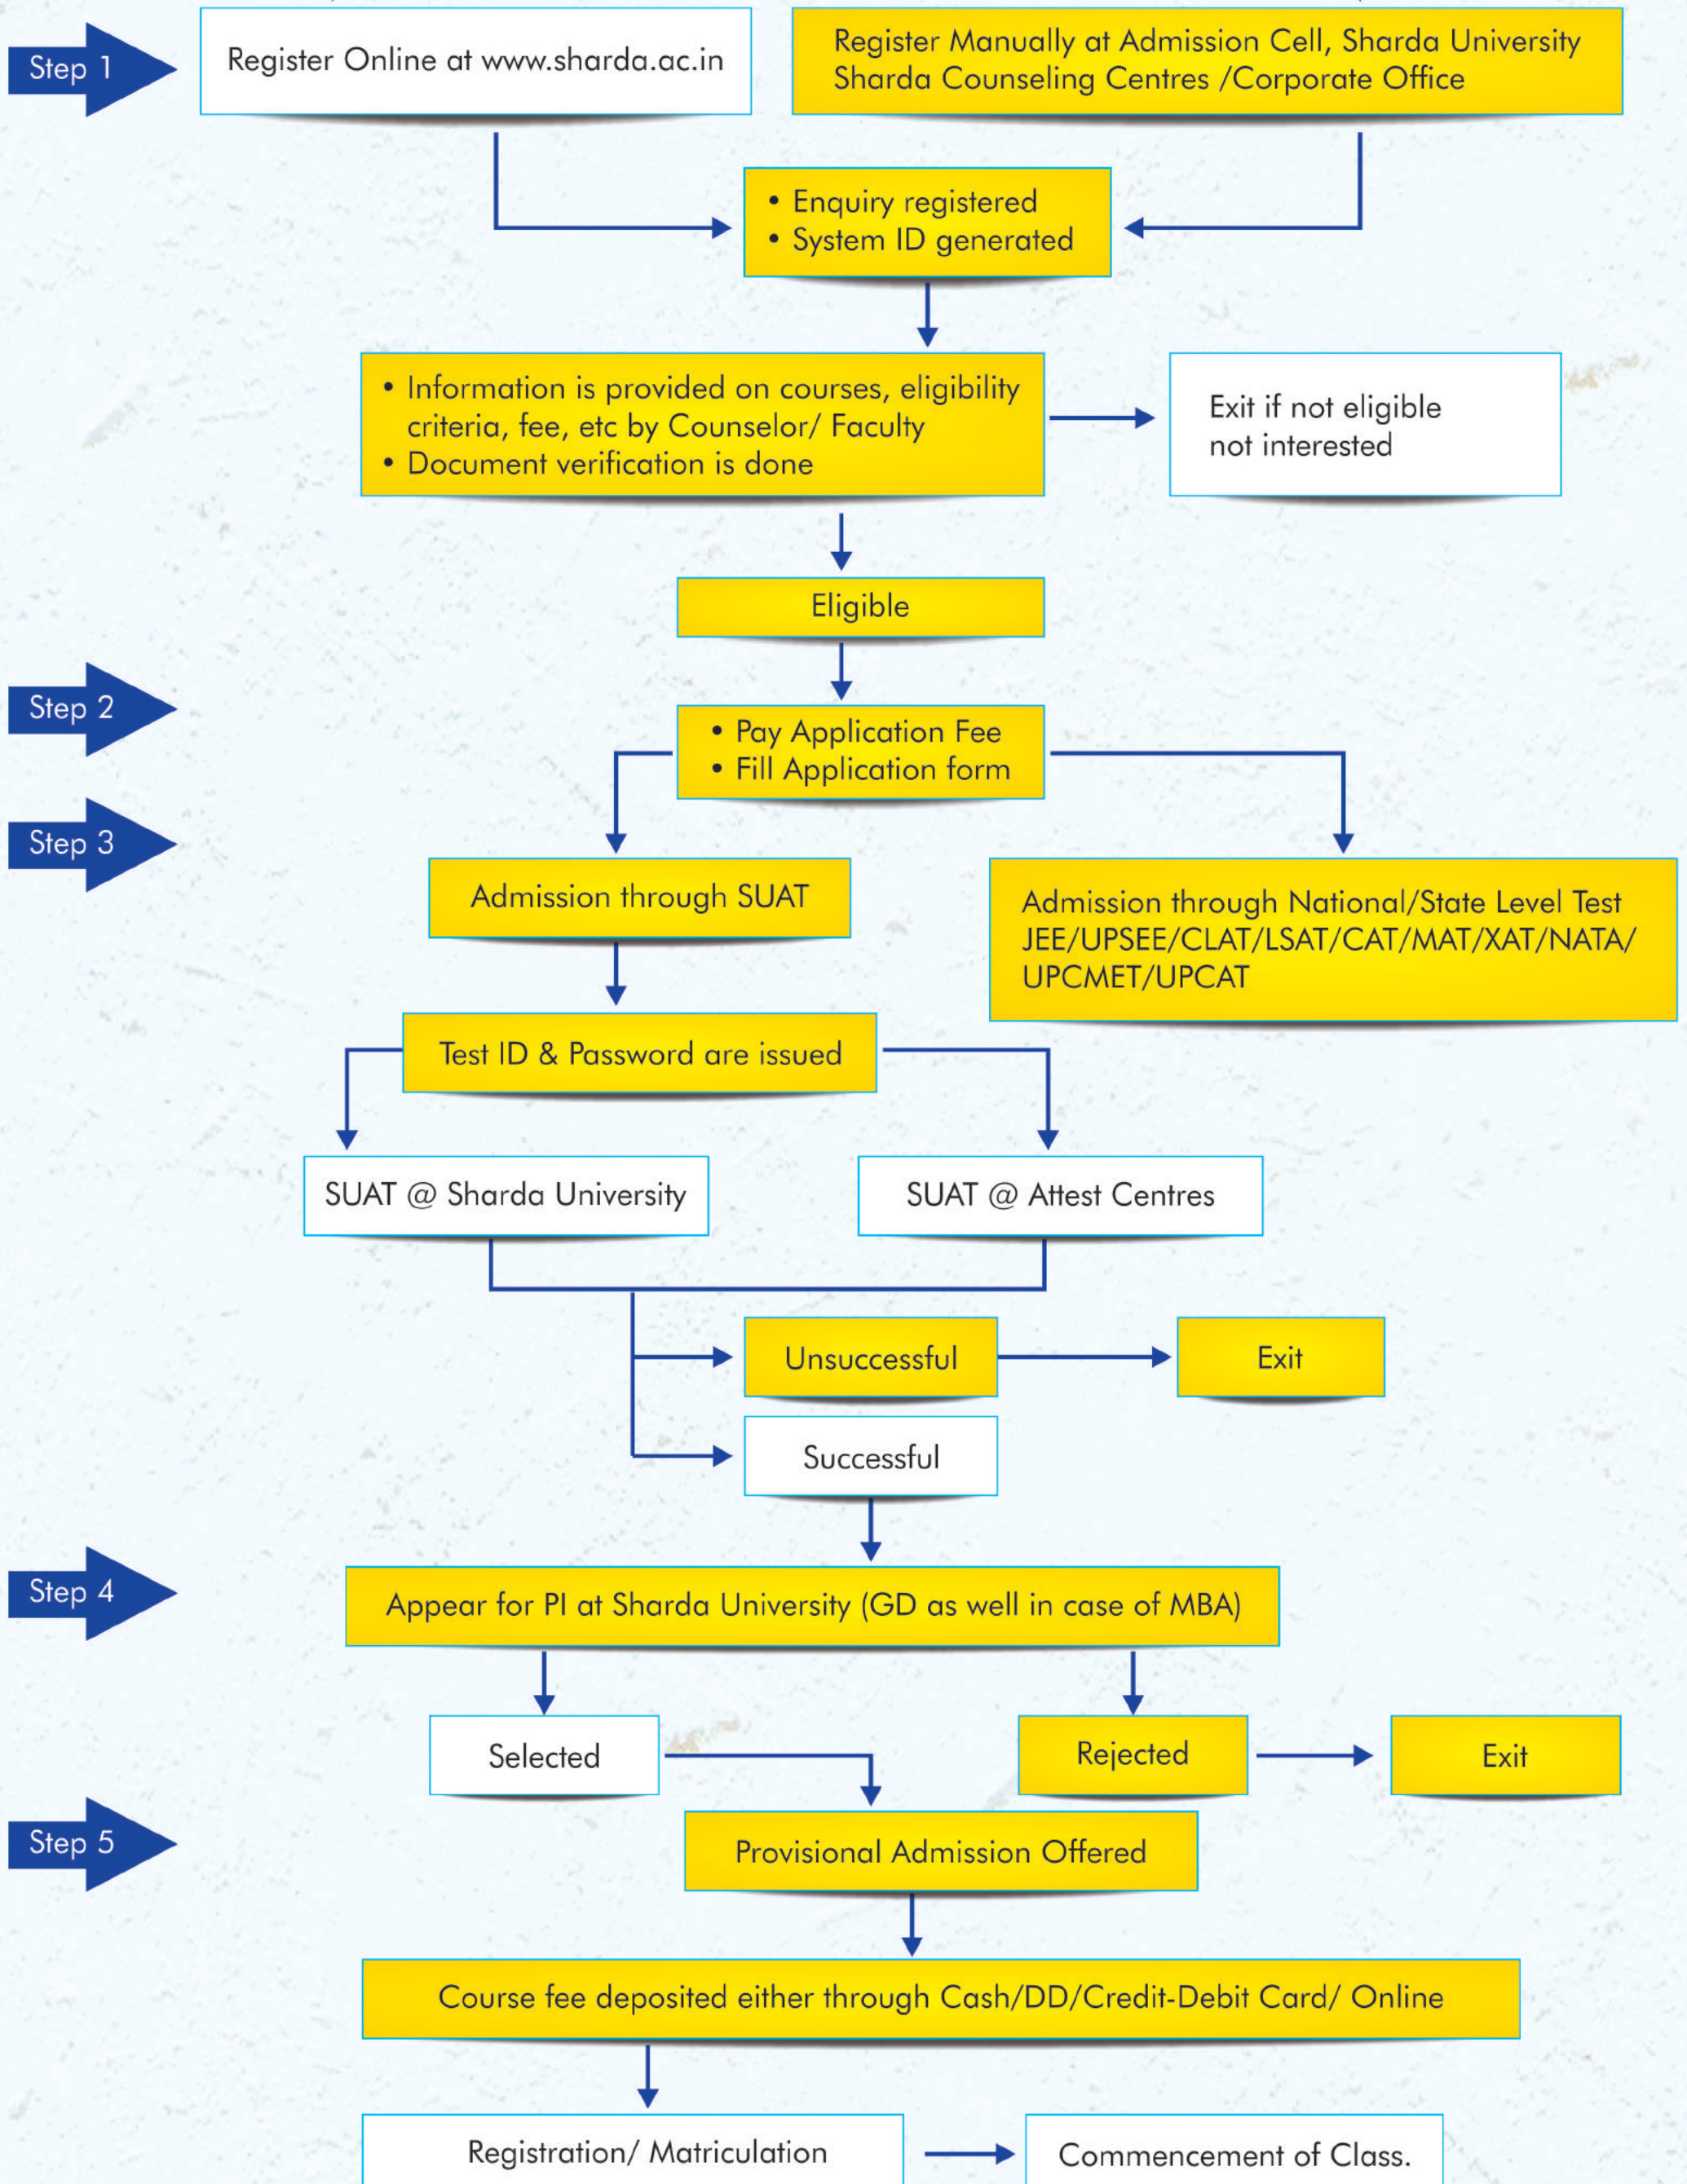 Step 1
Register Online at www.sharda.ac.in
Register Manually at Admission Cell, Sharda University
Sharda Counseling Centres /Corporate Office
• Enquiry registered
• System ID generated
• Information is provided on courses, eligibility
criteria, fee, etc by Counselor/ Faculty
• Document verification is done
Exit if not eligible
not interested
Eligible
Step 2
• Pay Application Fee
• Fill Application form
Step 3
Admission through SUAT
Admission through National/State Level Test
JEE/UPSEE/CLAT/LSAT/CAT/MAT/XAT/NATA/
UPCMET/UPCAT
Test ID & Password are issued
SUAT @ Sharda University
SUAT @ Attest Centres
Unsuccessful
Exit
Successful
Step 4
Appear for PI at Sharda University (GD as well in case of MBA)
Selected
Rejected
Exit
Step 5
Provisional Admission Offered
Course fee deposited either through Cash/DD/Credit-Debit Card/ Online
Registration/ Matriculation
Commencement of Class.